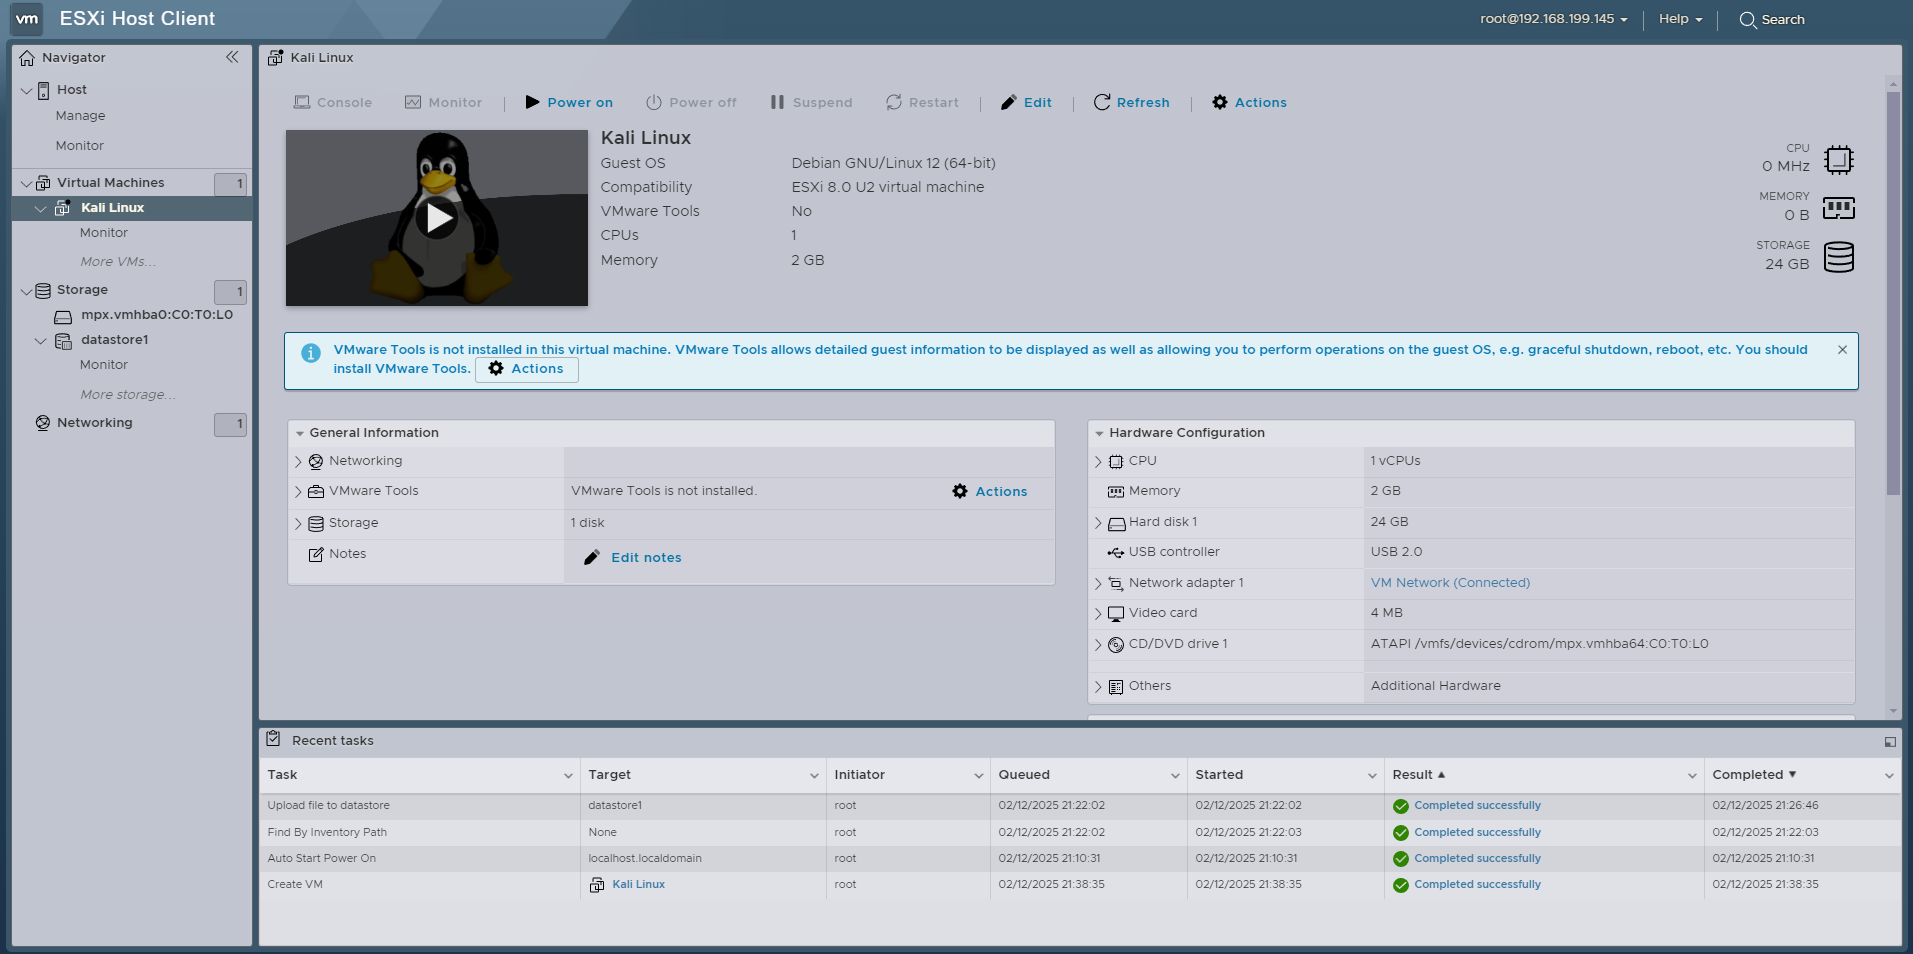 vm ESXi Host Client
root@192.168.199.145 Help Search
Navigator
Host
Manage
Monitor
Virtual Machines 1
Kali Linux
Monitor
More VMs...
Storage 1
mpx.vmhba0:C0:T0:L0
datastore1
Monitor
More storage...
Networking 1
Kali Linux
Console Monitor Power on Power off Suspend Restart Edit Refresh Actions
Kali Linux
Guest OS Debian GNU/Linux 12 (64-bit)
Compatibility ESXi 8.0 U2 virtual machine
VMware Tools No
CPUs 1
Memory 2 GB
CPU
0 MHz
MEMORY
0 B
STORAGE
24 GB
VMware Tools is not installed in this virtual machine. VMware Tools allows detailed guest information to be displayed as well as allowing you to perform operations on the guest OS, e.g. graceful shutdown, reboot, etc. You should
install VMware Tools. Actions
General Information
Networking
VMware Tools VMware Tools is not installed. Actions
Storage 1 disk
Notes Edit notes
Hardware Configuration
CPU 1 vCPUs
Memory 2 GB
Hard disk 1 24 GB
USB controller USB 2.0
Network adapter 1 VM Network (Connected)
Video card 4 MB
CD/DVD drive 1 ATAPI /vmfs/devices/cdrom/mpx.vmhba64:C0:T0:L0
Others Additional Hardware
Recent tasks
Task Target Initiator Queued Started Result Completed
Upload file to datastore datastore1 root 02/12/2025 21:22:02 02/12/2025 21:22:02 Completed successfully 02/12/2025 21:26:46
Find By Inventory Path None root 02/12/2025 21:22:02 02/12/2025 21:22:03 Completed successfully 02/12/2025 21:22:03
Auto Start Power On localhost.localdomain root 02/12/2025 21:10:31 02/12/2025 21:10:31 Completed successfully 02/12/2025 21:10:31
Create VM Kali Linux root 02/12/2025 21:38:35 02/12/2025 21:38:35 Completed successfully 02/12/2025 21:38:35